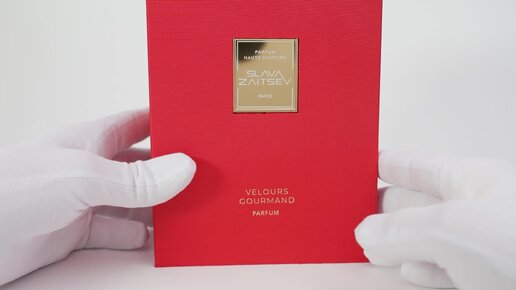 PARFUM
HAUTE COUTURE
SLAVA
ZAITSEV
PARIS
VELOURS
GOURMAND
PARFUM